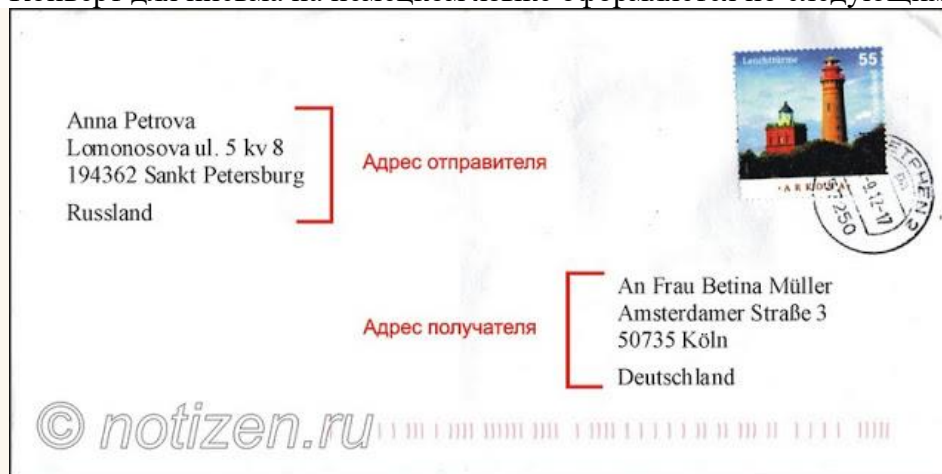 Anna Petrova
Lomonosova ul. 5 kv 8
194362 Sankt Petersburg
Russland
Адрес отправителя
Leuchttürme 55
An Frau Betina Müller
Amsterdamer Straße 3
50735 Köln
Deutschland
Адрес получателя
© notizen.ru